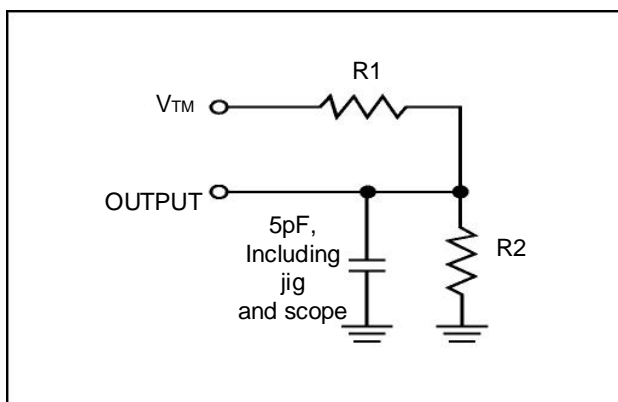 R1
VTM
OUTPUT
5pF,
Including
jig
and scope
R2